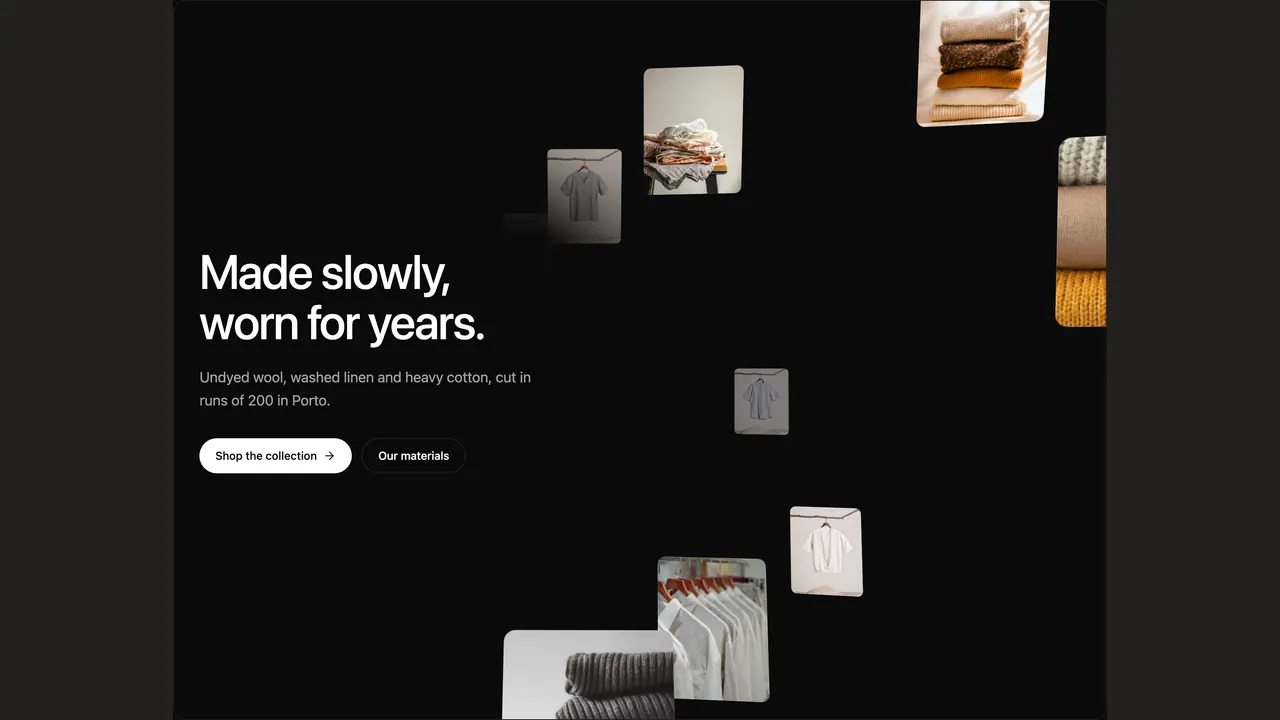 Made slowly,
worn for years.
Undyed wool, washed linen and heavy cotton, cut in
runs of 200 in Porto.
Shop the collection →
Our materials